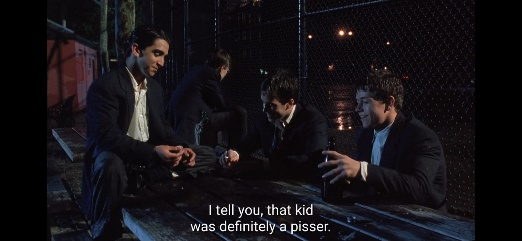 I tell you, that kid
was definitely a pisser.